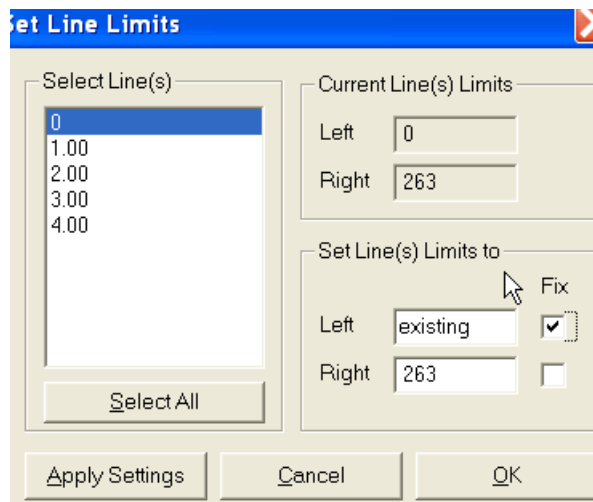 Set Line Limits
Select Line(s)
0
1.00
2.00
3.00
4.00
Select All
Current Line(s) Limits
Left 0
Right 263
Set Line(s) Limits to
Fix
Left existing
Right 263
Apply Settings Cancel OK